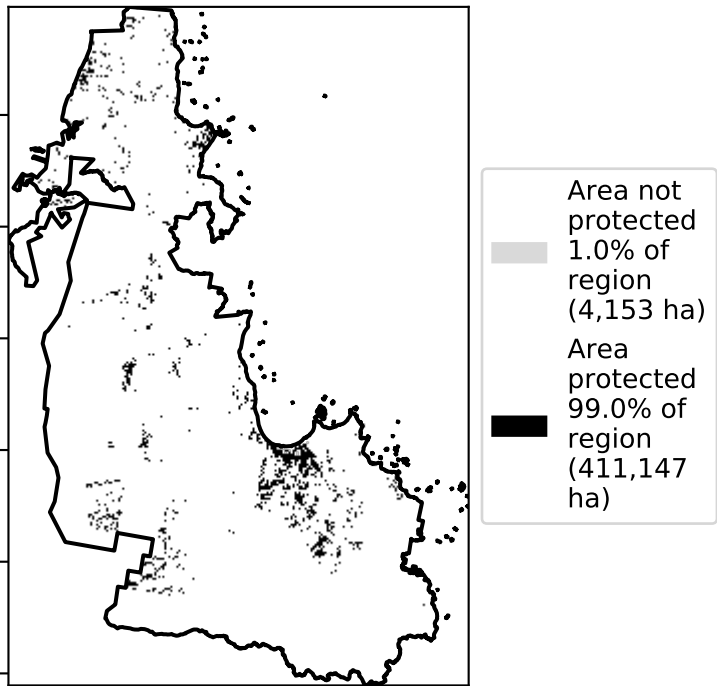 Area not
protected
1.0% of
region
(4,153 ha)
Area
protected
99.0% of
region
(411,147
ha)